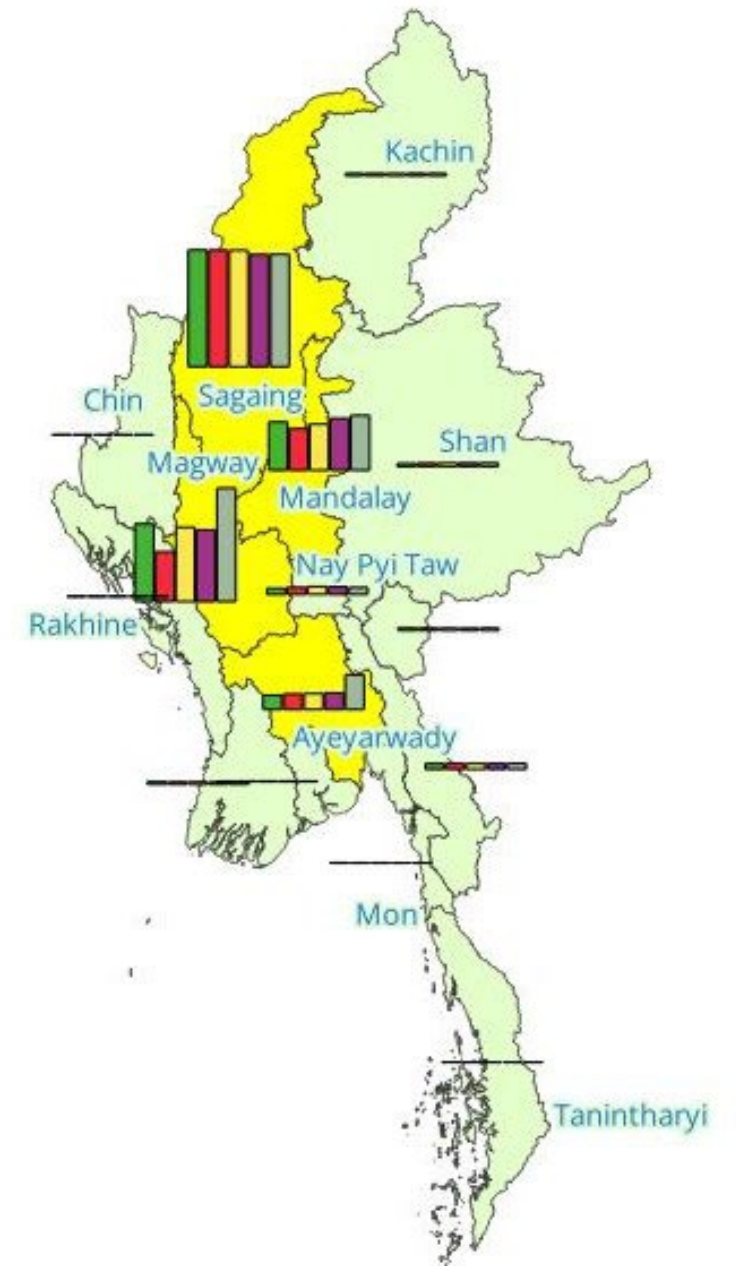 Kachin
Chin
Sagaing
Magway
Shan
Mandalay
Nay Pyi Taw
Rakhine
Ayeyarwady
Mon
Tanintharyi